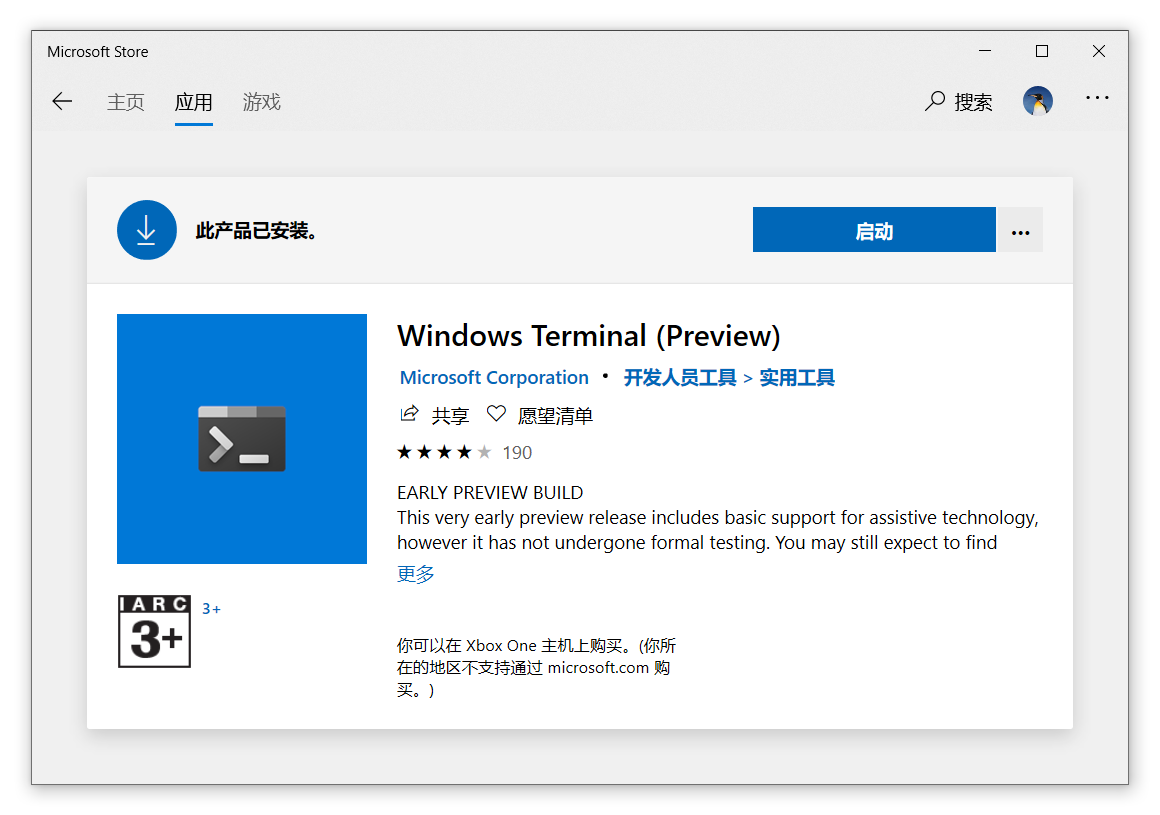 Microsoft Store
主页 应用 游戏 搜索
此产品已安装。 启动
Windows Terminal (Preview)
Microsoft Corporation • 开发人员工具 > 实用工具
共享 愿望清单
190
EARLY PREVIEW BUILD
This very early preview release includes basic support for assistive technology,
however it has not undergone formal testing. You may still expect to find
更多
IARC
3+
3+
你可以在 Xbox One 主机上购买。(你所
在的地区不支持通过 microsoft.com 购
买。)